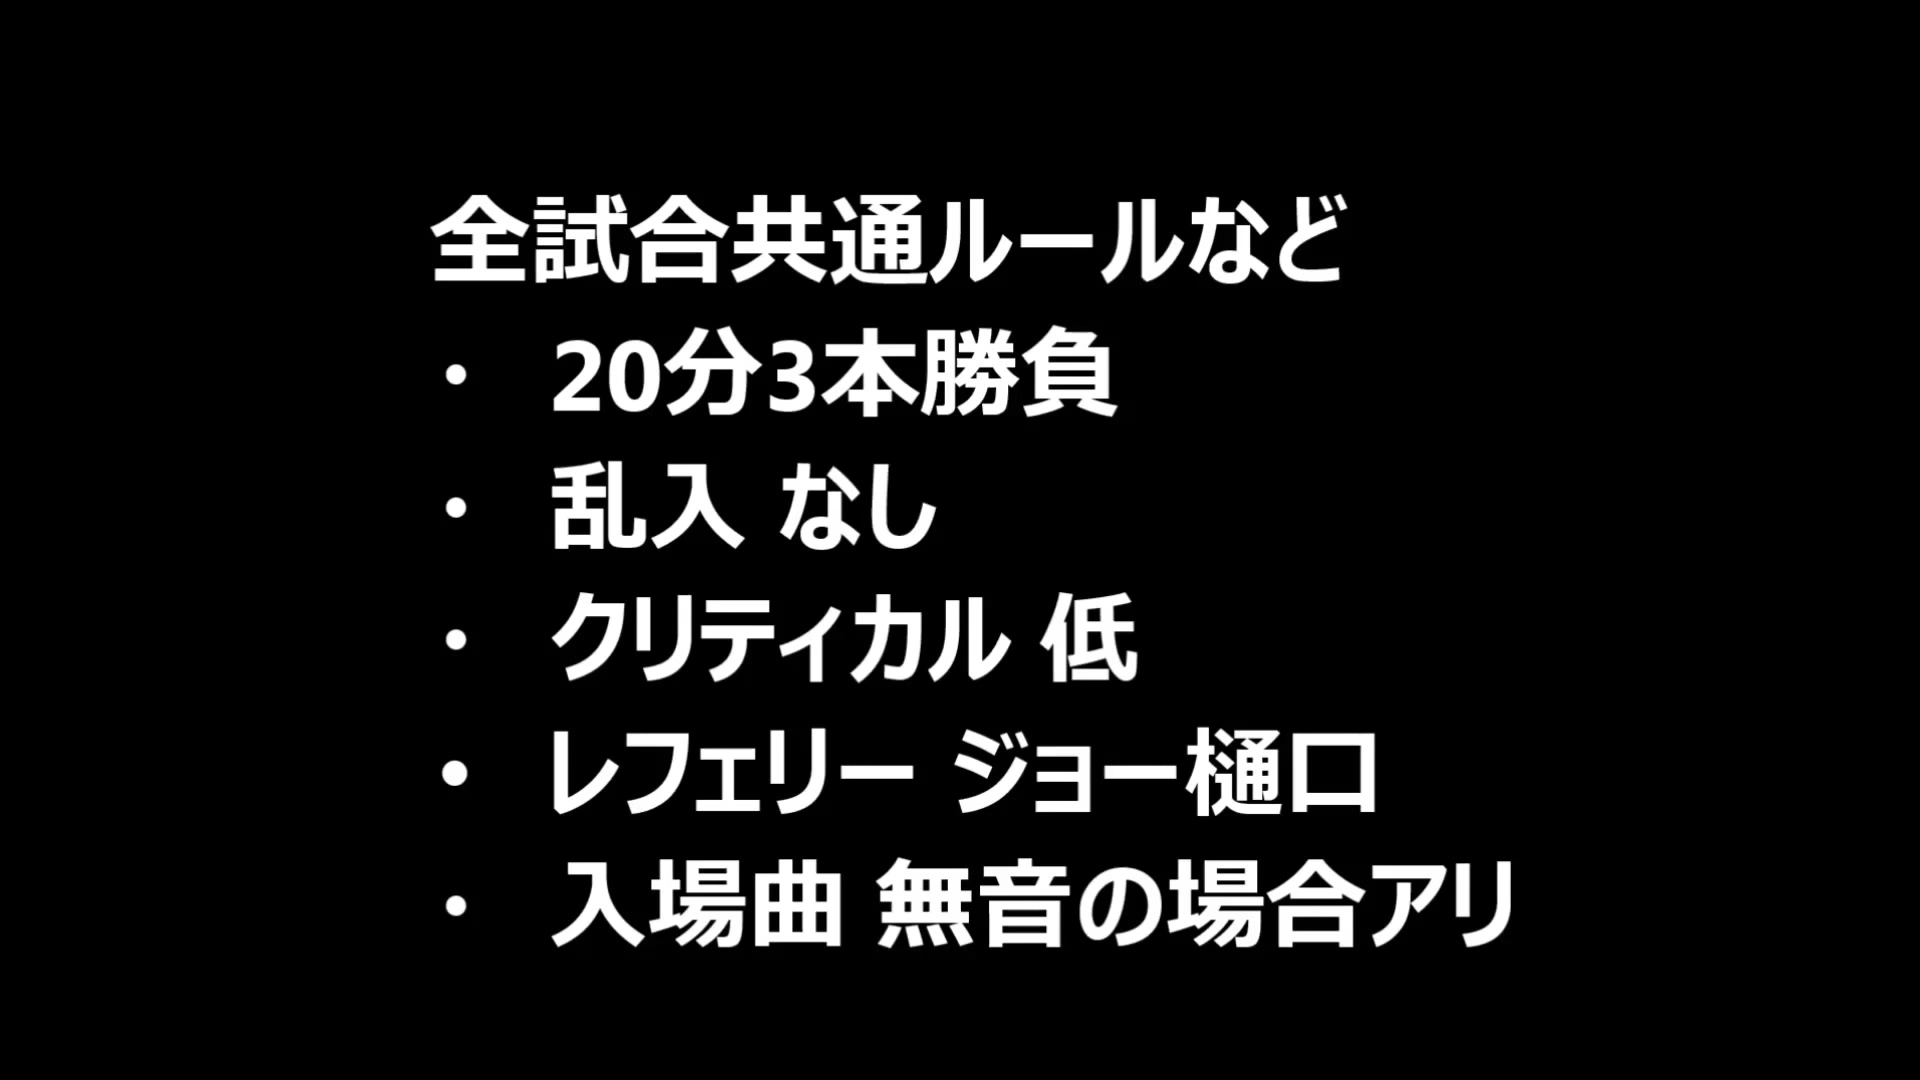 全試合共通ルールなど
• 20分3本勝負
• 乱入 なし
• クリティカル 低
• レフェリー ジョー樋口
• 入場曲 無音の場合アリ